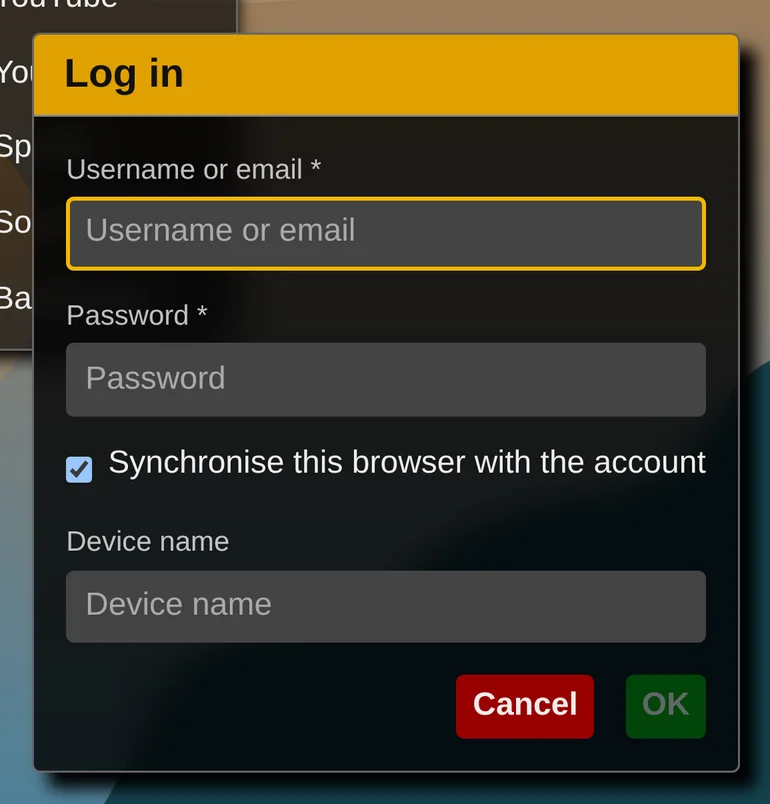 YouTube
Log in
Username or email *
Username or email
Password *
Password
Synchronise this browser with the account
Device name
Device name
Cancel
OK